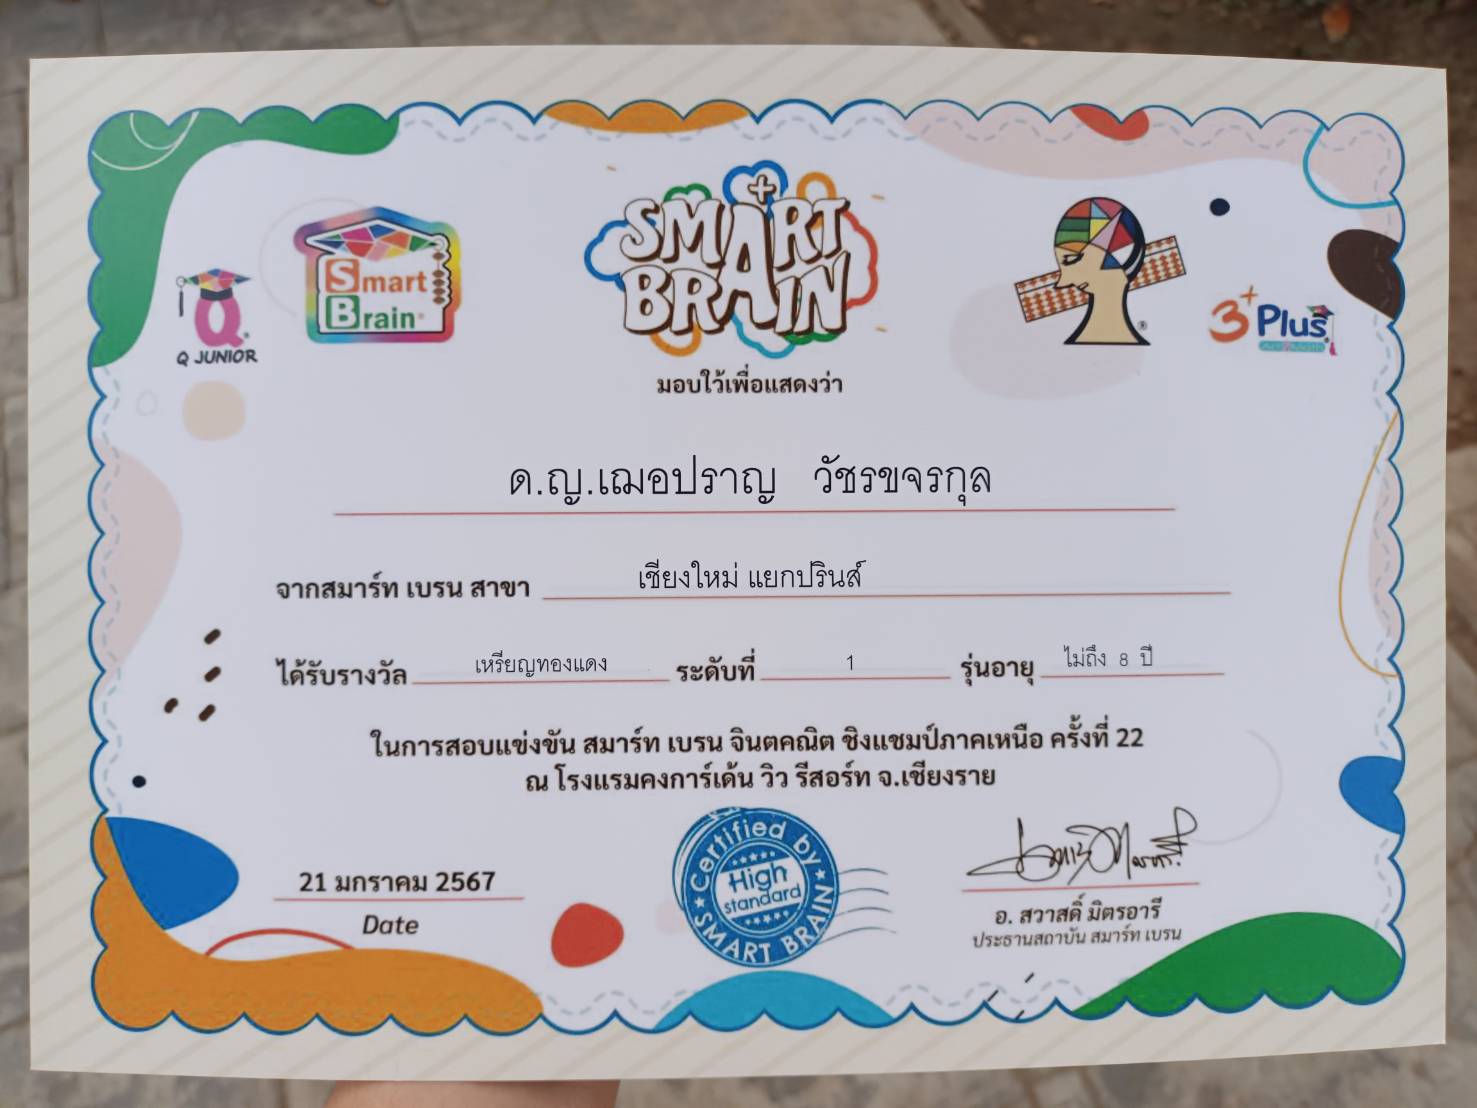 Q JUNIOR
Smart
Brain
SMART
BRAIN
3+ Plus
มอบไว้เพื่อแสดงว่า
ด.ญ.เฌอปราญ วัชรขจรกุล
จากสมาร์ท เบรน สาขา เชียงใหม่ แยกปรินส์
ได้รับรางวัล เหรียญทองแดง ระดับที่ 1 รุ่นอายุ ไม่ถึง 8 ปี
ในการสอบแข่งขัน สมาร์ท เบรน จินตคณิต ชิงแชมป์ภาคเหนือ ครั้งที่ 22
ณ โรงแรมคงการ์เด้น วิว รีสอร์ท จ.เชียงราย
21 มกราคม 2567
Date
Certified by
High
standard
SMART BRAIN
อ. สวาสดิ์ มิตรอารี
ประธานสถาบัน สมาร์ท เบรน